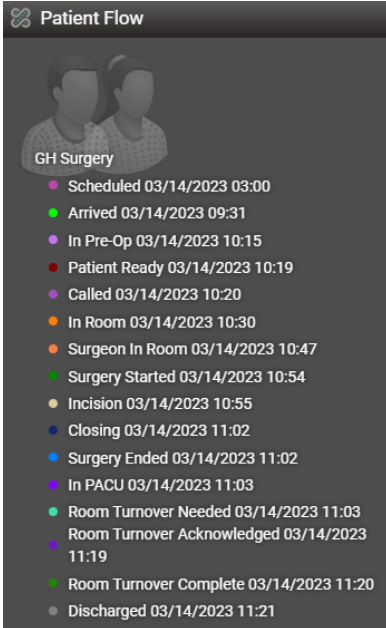 Patient Flow
GH Surgery
Scheduled 03/14/2023 03:00
Arrived 03/14/2023 09:31
In Pre-Op 03/14/2023 10:15
Patient Ready 03/14/2023 10:19
Called 03/14/2023 10:20
In Room 03/14/2023 10:30
Surgeon In Room 03/14/2023 10:47
Surgery Started 03/14/2023 10:54
Incision 03/14/2023 10:55
Closing 03/14/2023 11:02
Surgery Ended 03/14/2023 11:02
In PACU 03/14/2023 11:03
Room Turnover Needed 03/14/2023 11:03
Room Turnover Acknowledged 03/14/2023
11:19
Room Turnover Complete 03/14/2023 11:20
Discharged 03/14/2023 11:21